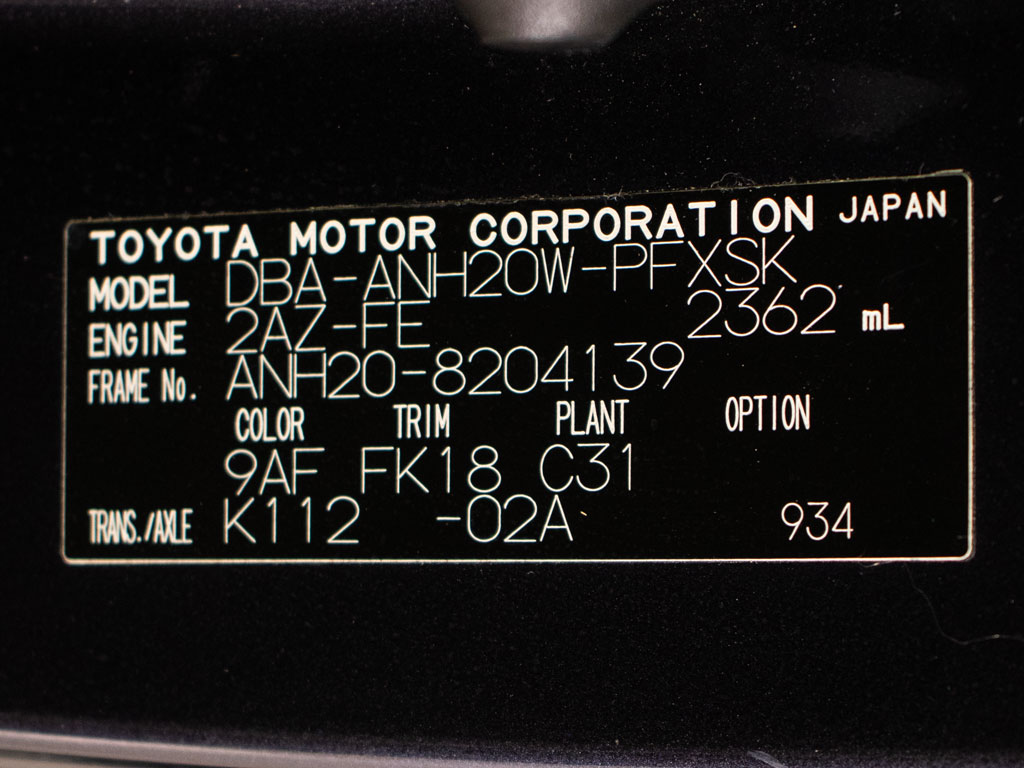 TOYOTA MOTOR CORPORATION JAPAN
MODEL DBA-ANH20W-PFXSK
ENGINE 2AZ-FE 2362 mL
FRAME No. ANH20-8204139
COLOR TRIM PLANT OPTION
9AF FK18 C31
TRANS./AXLE K112 -02A 934